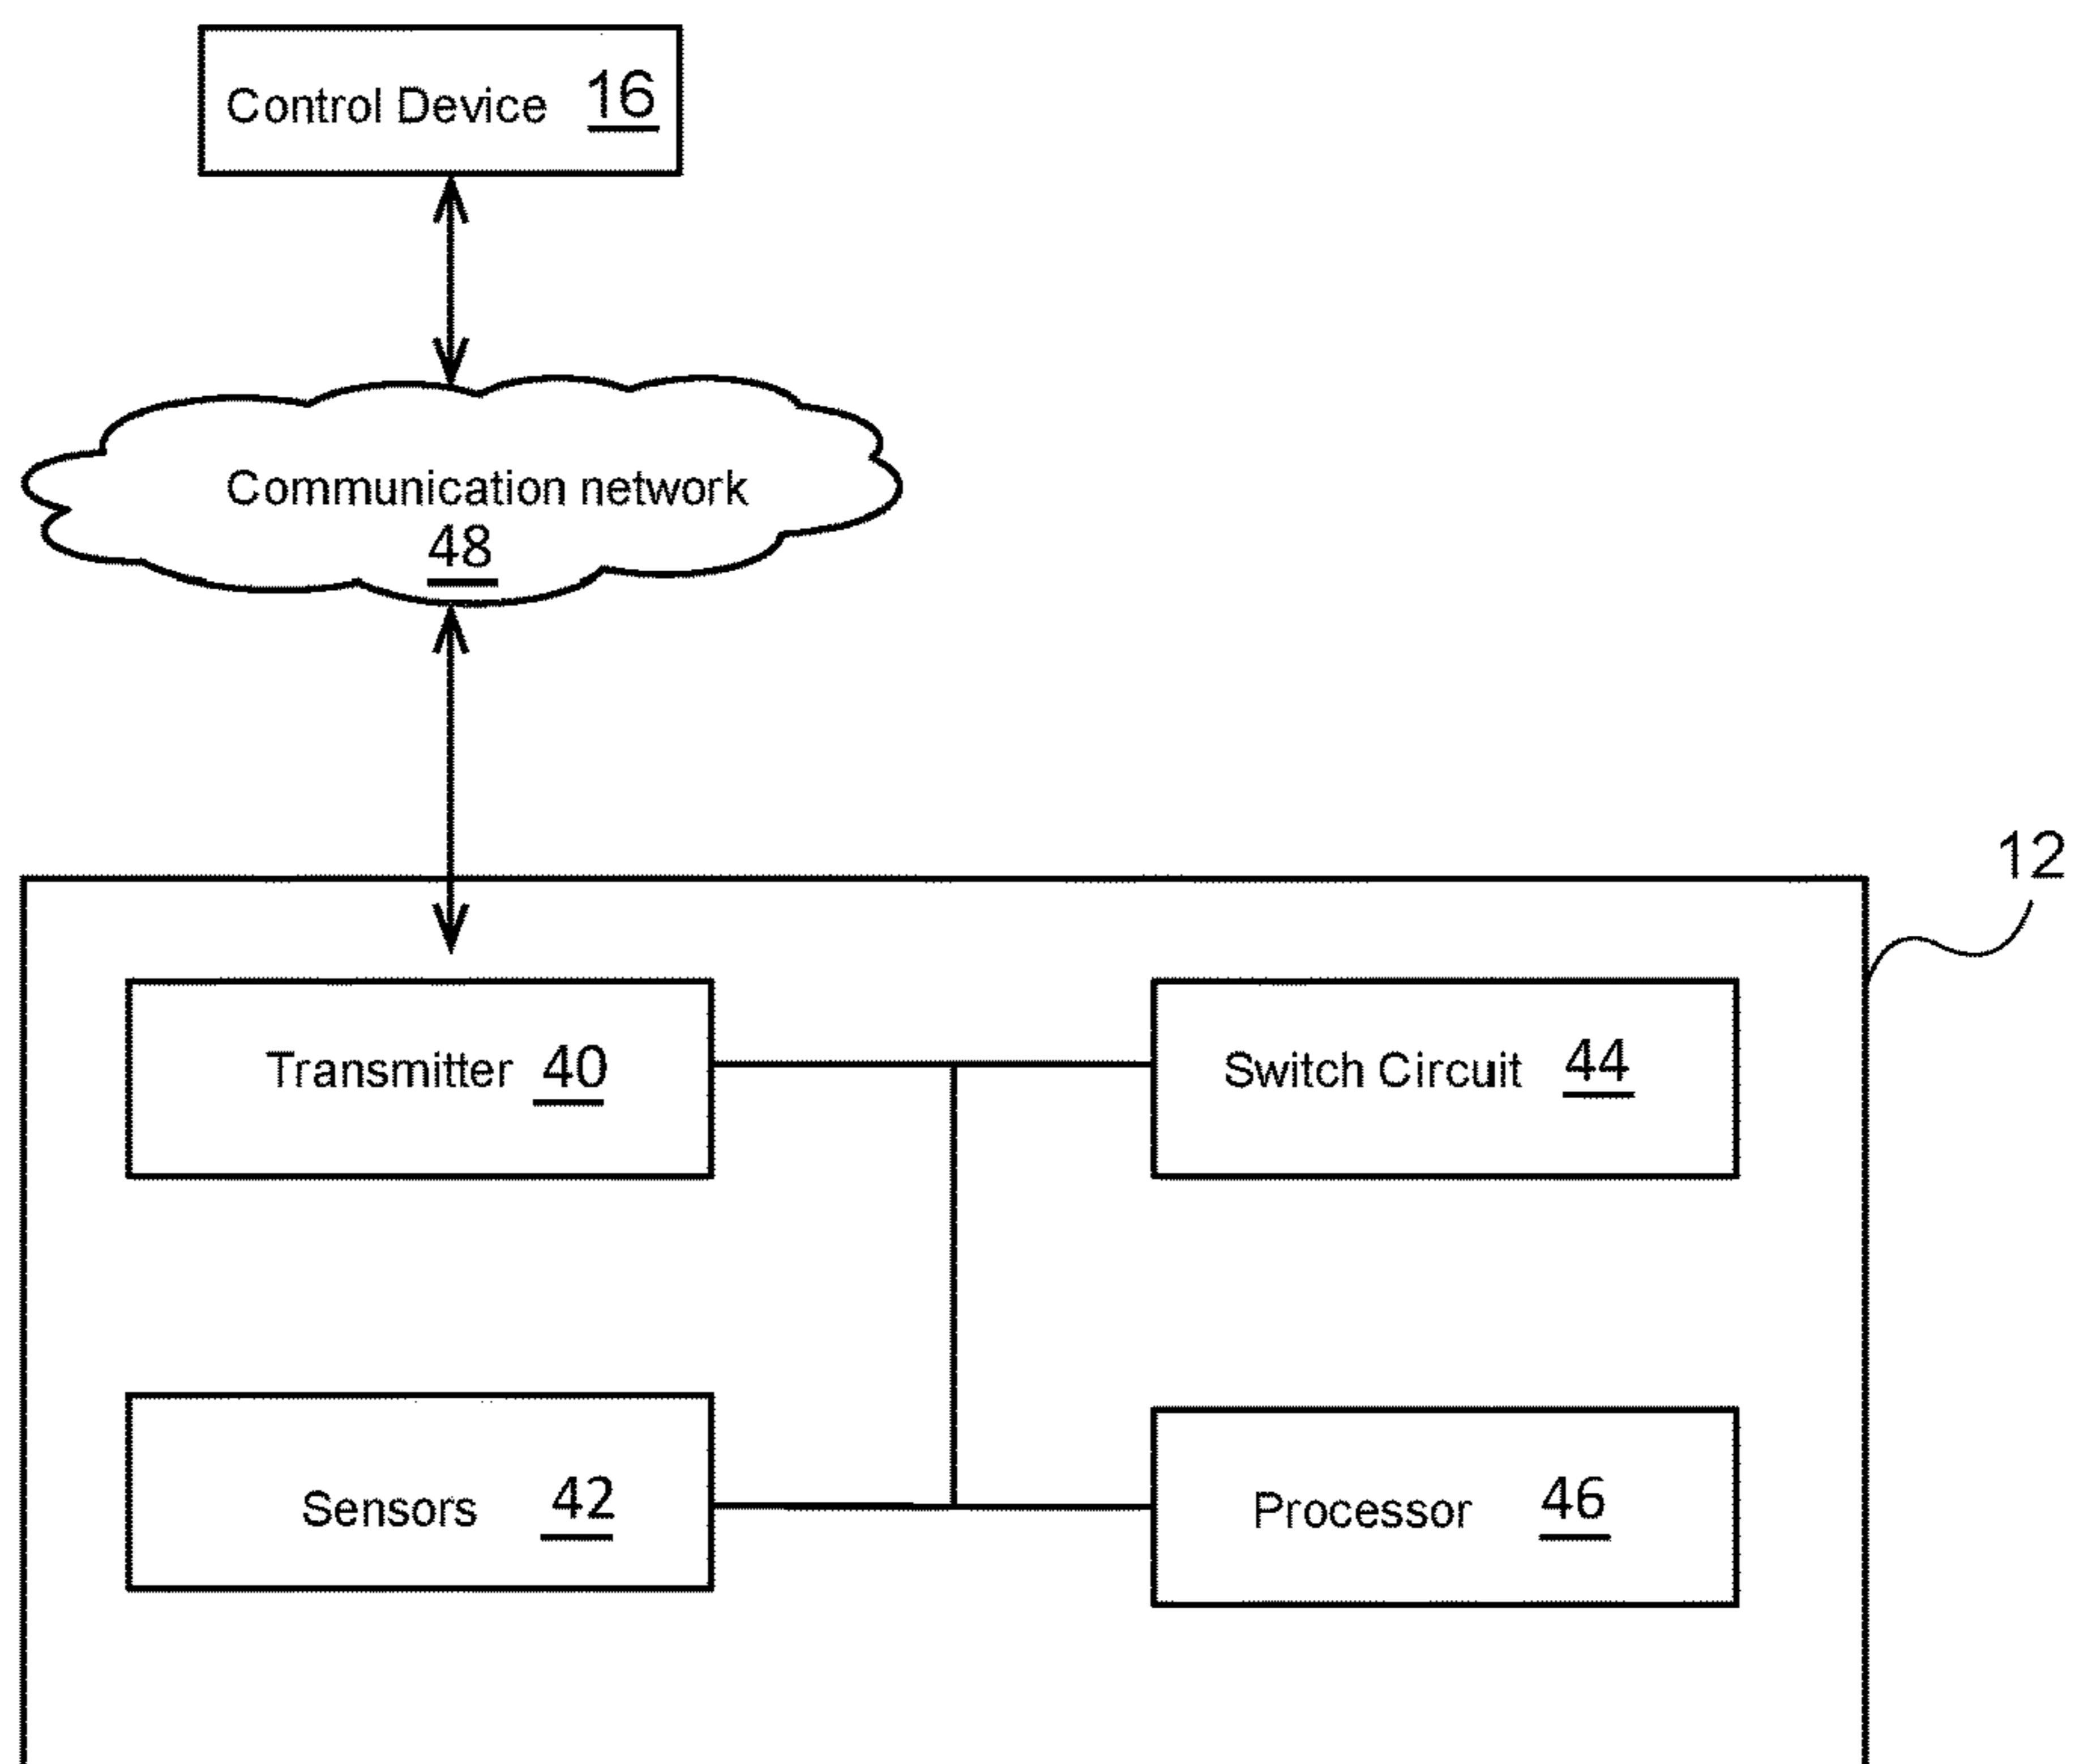 Control Device 16
Communication network
48
12
Transmitter 40
Switch Circuit 44
Sensors 42
Processor 46